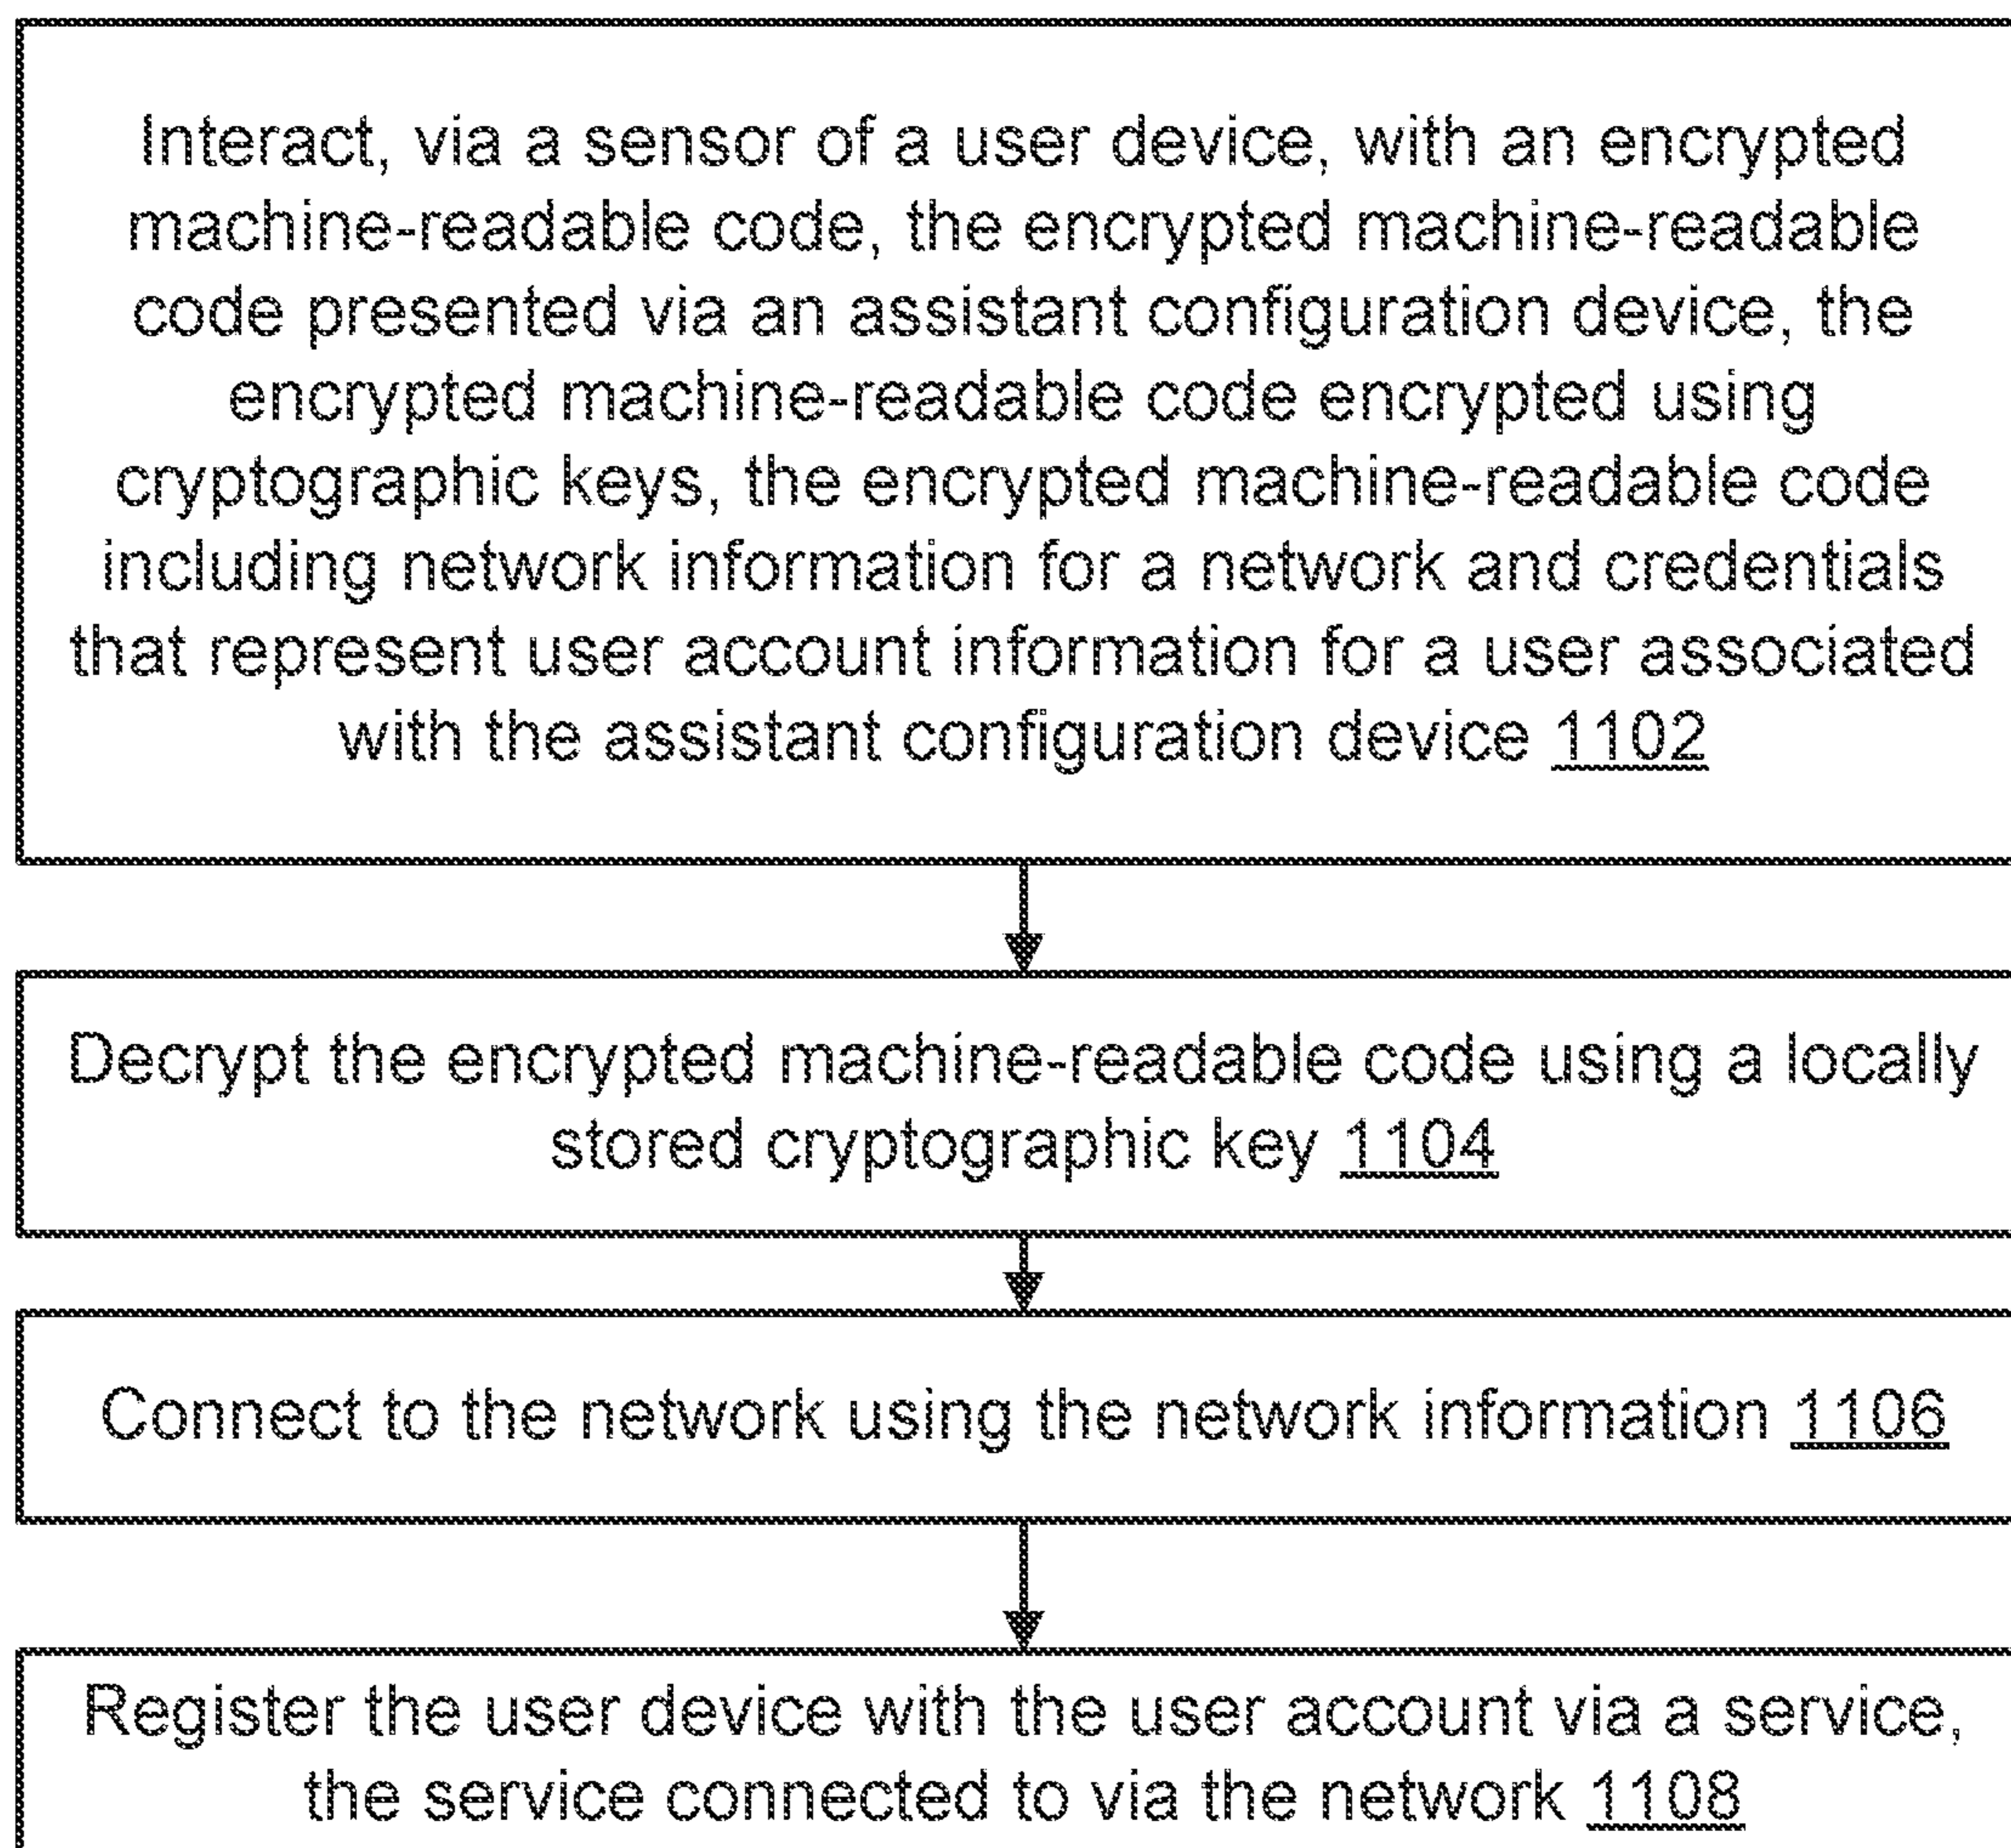 Interact, via a sensor of a user device, with an encrypted
machine-readable code, the encrypted machine-readable
code presented via an assistant configuration device, the
encrypted machine-readable code encrypted using
cryptographic keys, the encrypted machine-readable code
including network information for a network and credentials
that represent user account information for a user associated
with the assistant configuration device 1102
Decrypt the encrypted machine-readable code using a locally
stored cryptographic key 1104
Connect to the network using the network information 1106
Register the user device with the user account via a service,
the service connected to via the network 1108